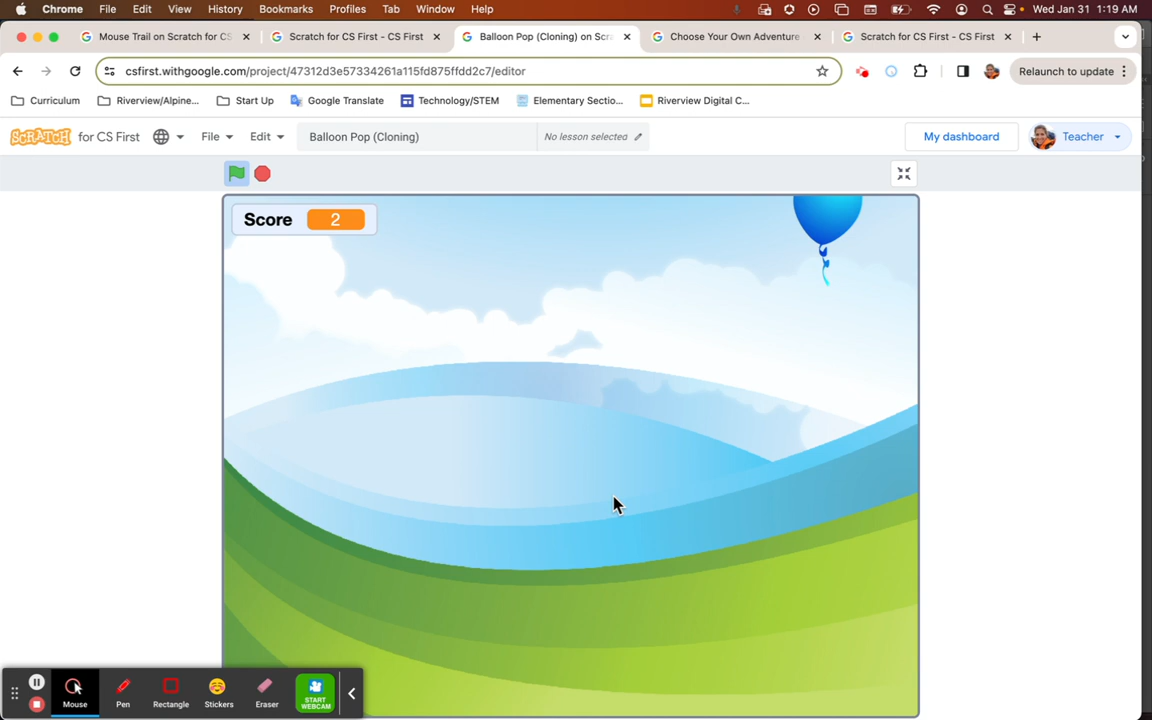 Chrome File Edit View History Bookmarks Profiles Tab Window Help Wed Jan 31 1:19 AM
Mouse Trail on Scratch for CS Scratch for CS First - CS First Balloon Pop (Cloning) on Scr Choose Your Own Adventure Scratch for CS First - CS First
csfirst.withgoogle.com/project/47312d3e57334261a115fd875ffdd2c7/editor Relaunch to update
Curriculum Riverview/Alpine... Start Up Google Translate Technology/STEM Elementary Sectio... Riverview Digital C...
SCRATCH for CS First File Edit Balloon Pop (Cloning) No lesson selected My dashboard Teacher
Score 2
Mouse Pen Rectangle Stickers Eraser START
WEBCAM